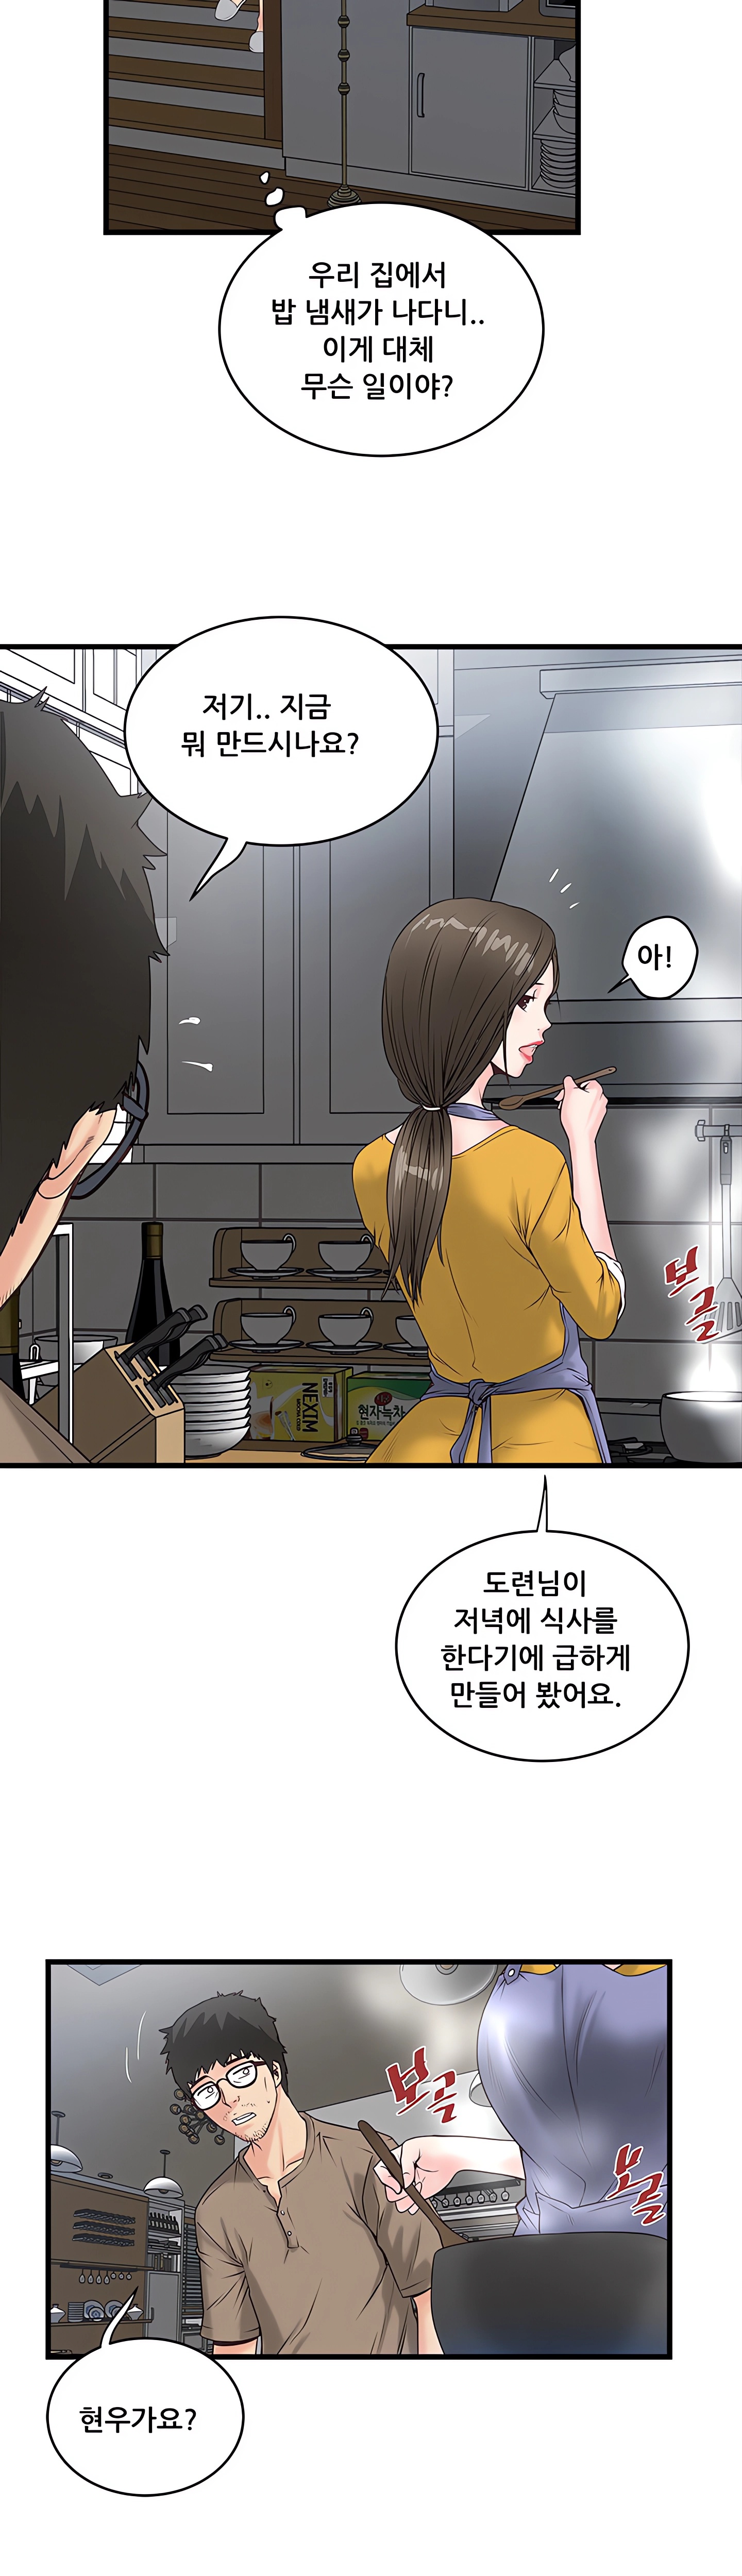 우리 집에서
밥 냄새가 나다니..
이게 대체
무슨 일이야?
저기.. 지금
뭐 만드시나요?
아!
보글
NEXIM
현자녹차
도련님이
저녁에 식사를
한다기에 급하게
만들어 봤어요.
보글
보글
현우가요?